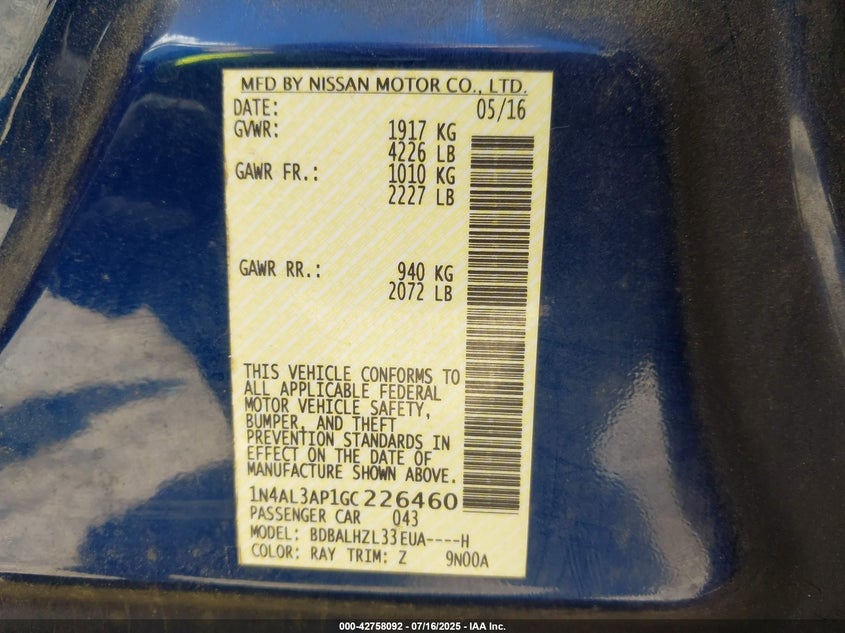 MFD BY NISSAN MOTOR CO., LTD.
DATE: 05/16
GVWR: 1917 KG
4226 LB
GAWR FR.: 1010 KG
2227 LB
GAWR RR.: 940 KG
2072 LB
THIS VEHICLE CONFORMS TO
ALL APPLICABLE FEDERAL
MOTOR VEHICLE SAFETY,
BUMPER, AND THEFT
PREVENTION STANDARDS IN
EFFECT ON THE DATE OF
MANUFACTURE SHOWN ABOVE.
1N4AL3AP1GC226460
PASSENGER CAR 043
MODEL: BDBALHZL33EUA----H
COLOR: RAY TRIM: Z 9N00A
000-42758092 - 07/16/2025 - IAA Inc.